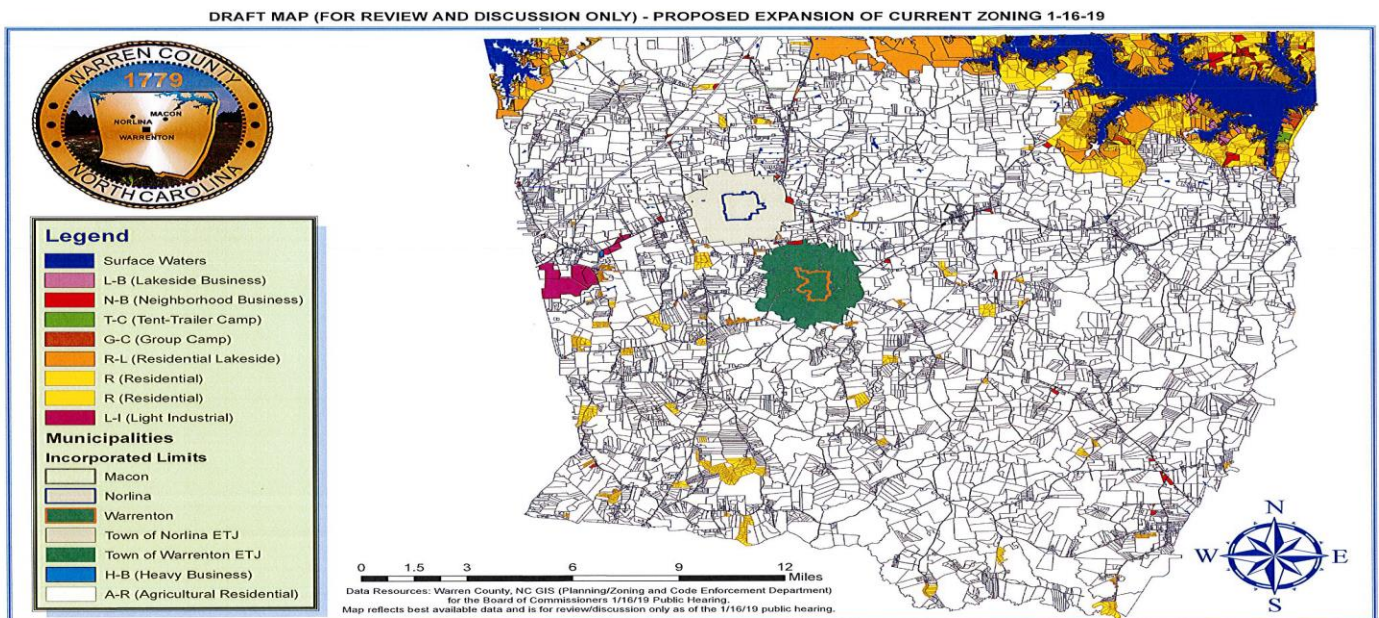 DRAFT MAP (FOR REVIEW AND DISCUSSION ONLY) - PROPOSED EXPANSION OF CURRENT ZONING 1-16-19
WARREN COUNTY
1779
MACON
NORLINA
WARRENTON
NORTH CAROLINA
Legend
Surface Waters
L-B (Lakeside Business)
N-B (Neighborhood Business)
T-C (Tent-Trailer Camp)
G-C (Group Camp)
R-L (Residential Lakeside)
R (Residential)
R (Residential)
L-I (Light Industrial)
Municipalities
Incorporated Limits
Macon
Norlina
Warrenton
Town of Norlina ETJ
Town of Warrenton ETJ
H-B (Heavy Business)
A-R (Agricultural Residential)
0 1.5 3 6 9 12
Miles
Data Resources: Warren County, NC GIS (Planning/Zoning and Code Enforcement Department)
for the Board of Commissioners 1/16/19 Public Hearing.
Map reflects best available data and is for review/discussion only as of the 1/16/19 public hearing.
N
W E
S